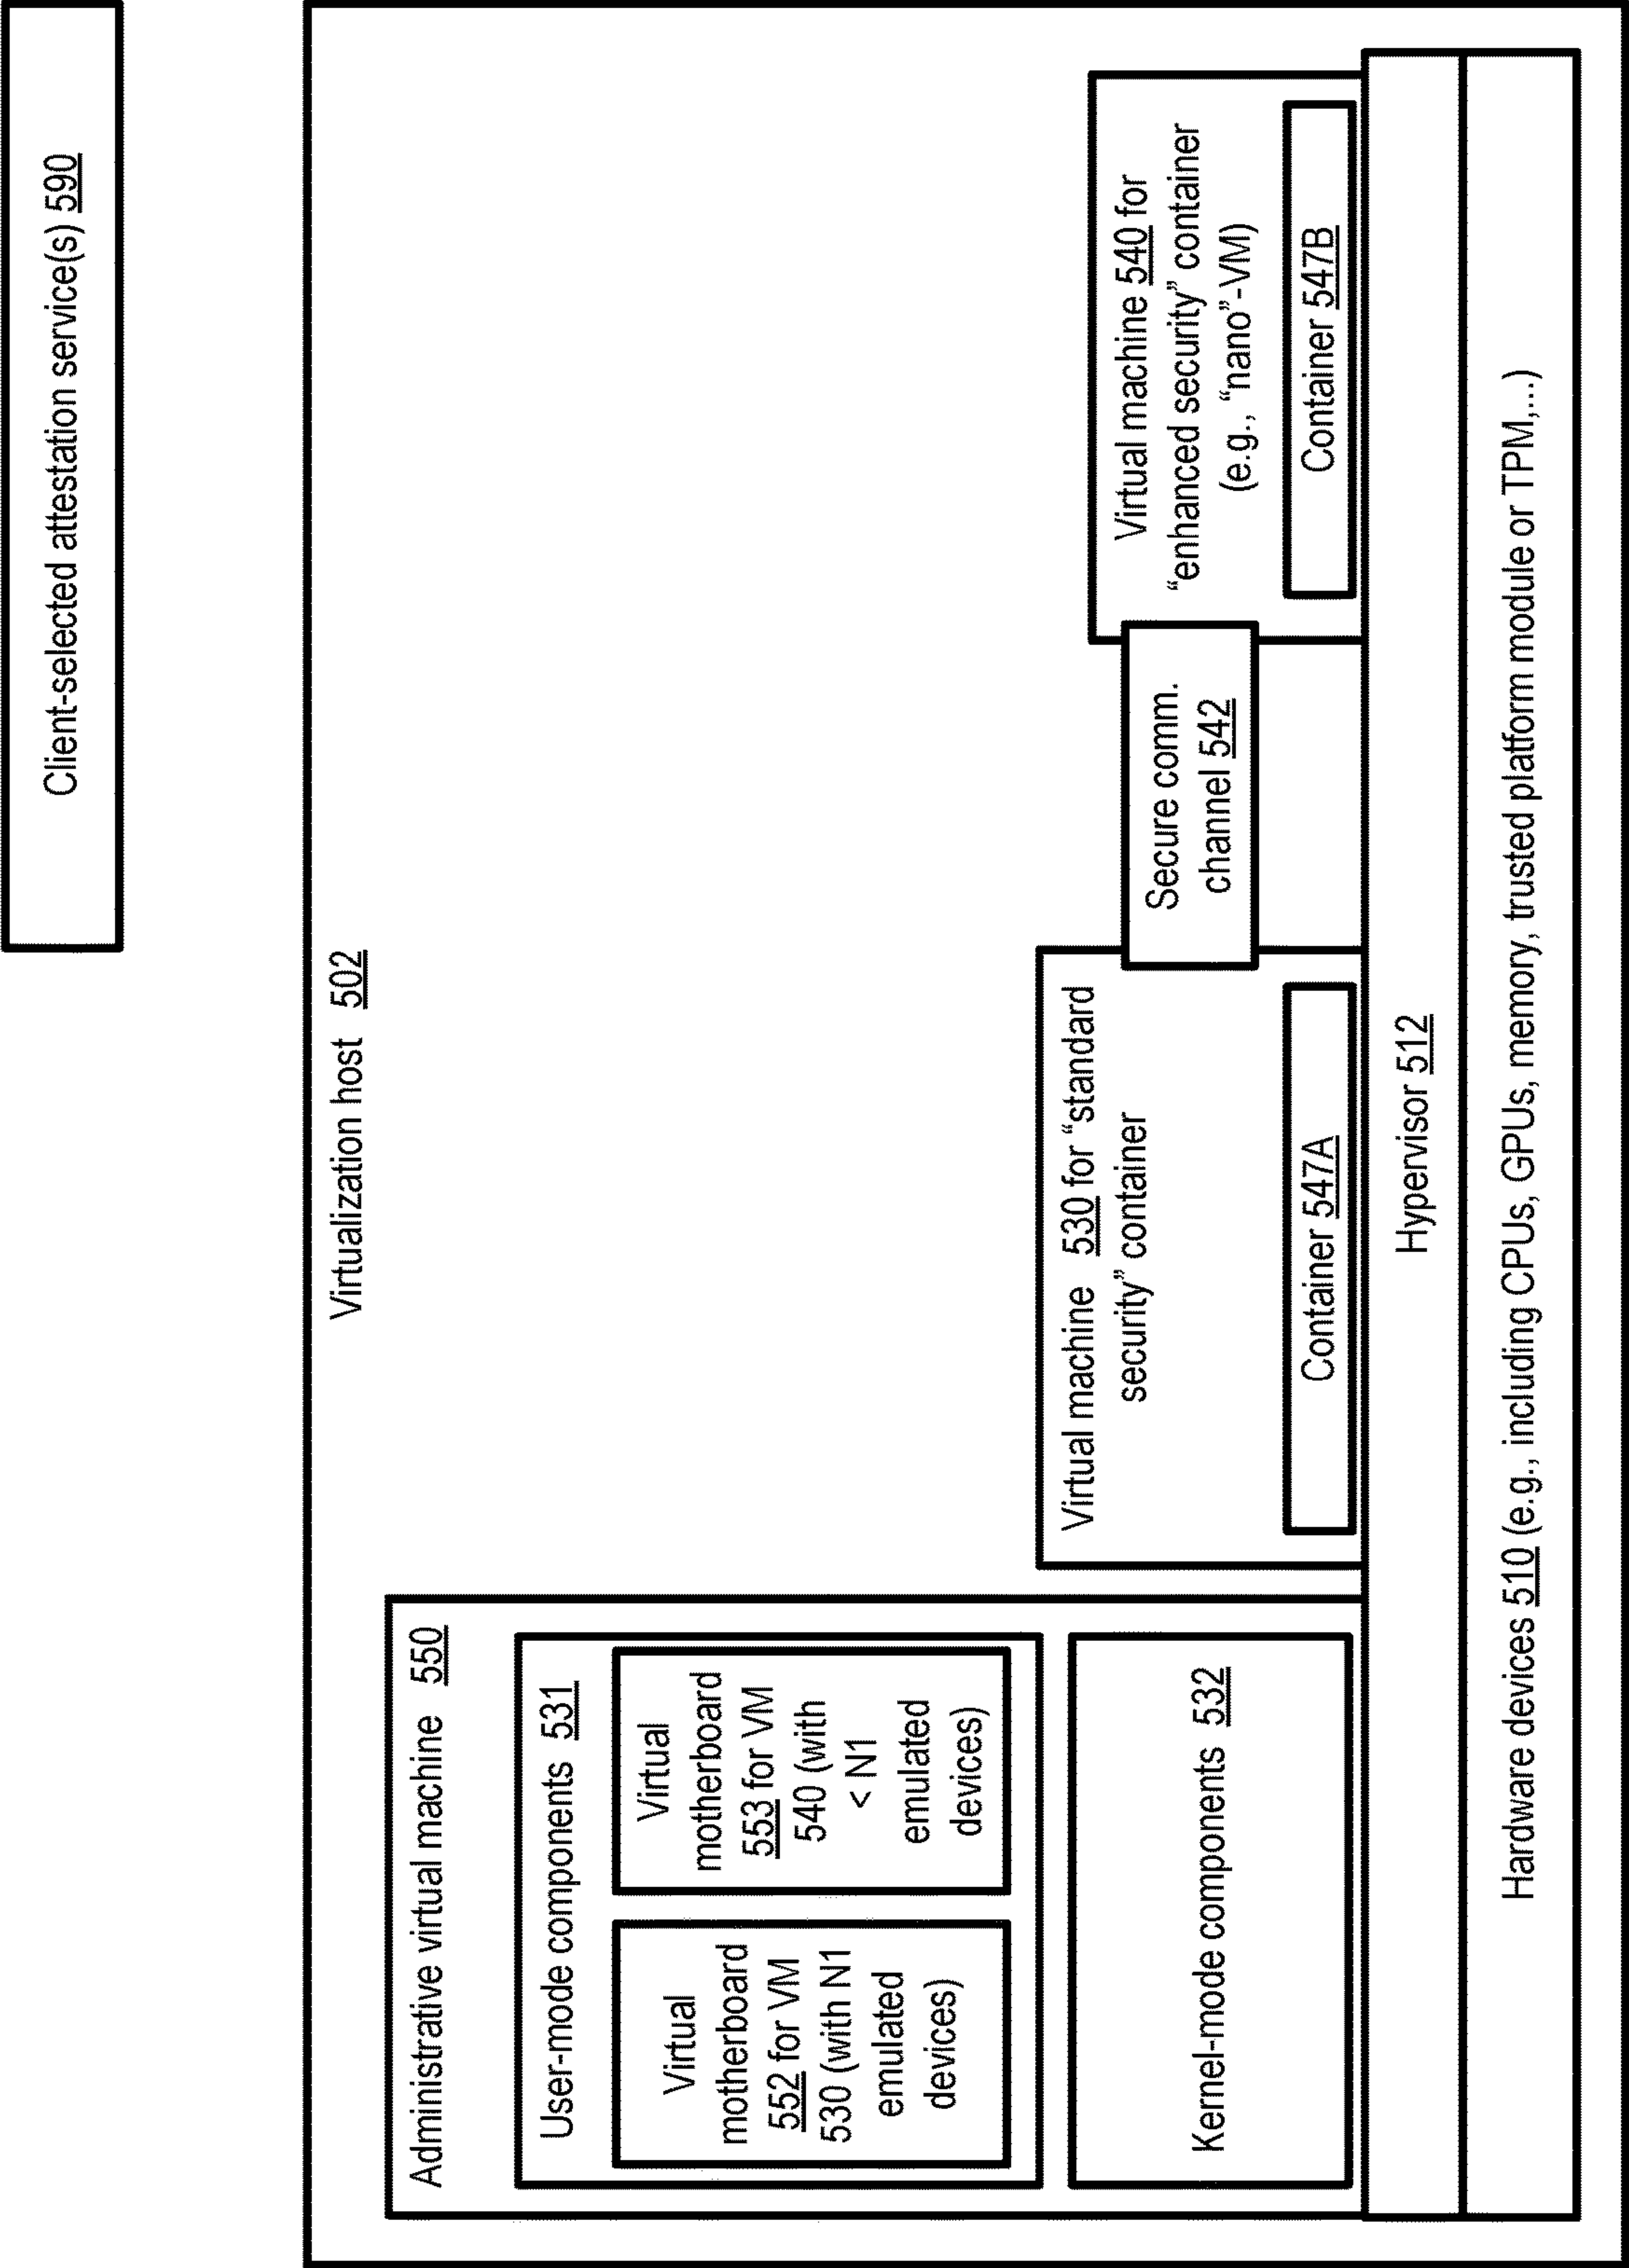 Client-selected attestation service(s) 590
Virtualization host 502
Administrative virtual machine 550
User-mode components 531
Virtual
motherboard
552 for VM
530 (with N1
emulated
devices)
Virtual
motherboard
553 for VM
540 (with
< N1
emulated
devices)
Kernel-mode components 532
Virtual machine 530 for “standard
security” container
Container 547A
Secure comm.
channel 542
Virtual machine 540 for
“enhanced security” container
(e.g., “nano”-VM)
Container 547B
Hypervisor 512
Hardware devices 510 (e.g., including CPUs, GPUs, memory, trusted platform module or TPM,...)